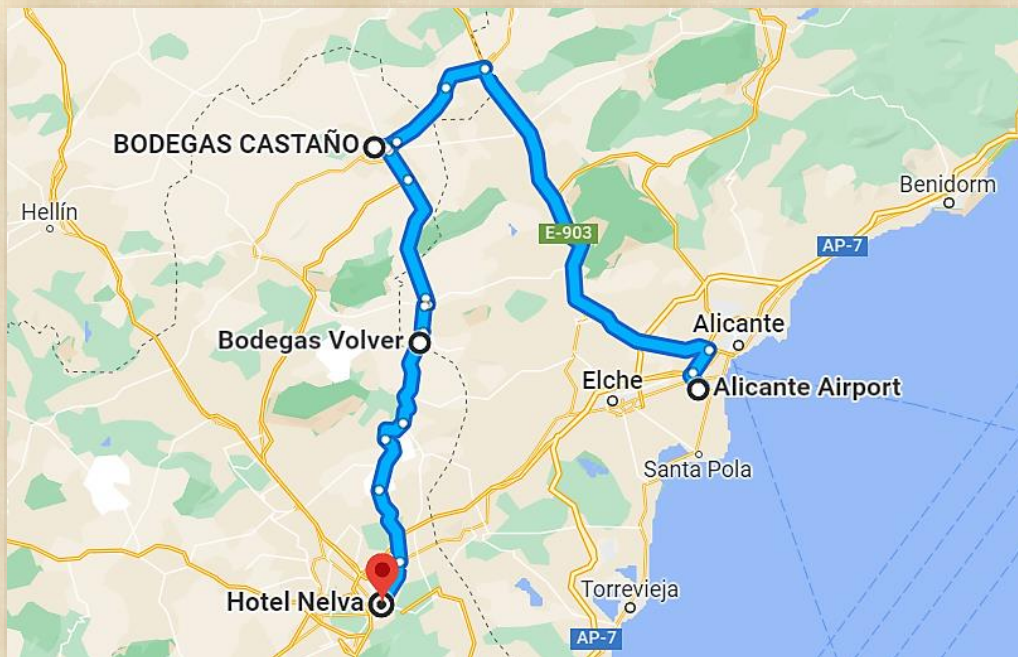 BODEGAS CASTAÑO
Benidorm
Hellín
E-903
AP-7
Alicante
Bodegas Volver
Elche
Alicante Airport
Santa Pola
Torrevieja
Hotel Nelva
AP-7